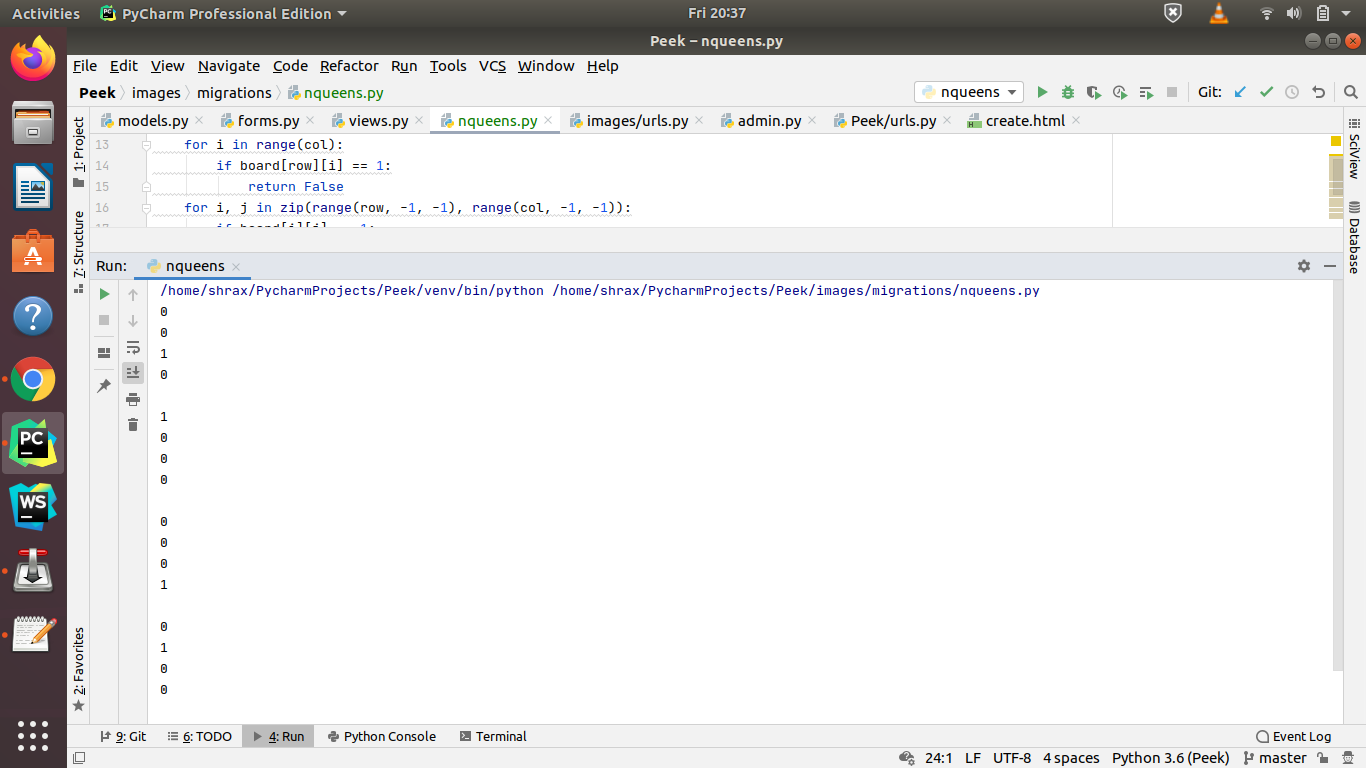 Activities PyCharm Professional Edition Fri 20:37
Peek – nqueens.py
File Edit View Navigate Code Refactor Run Tools VCS Window Help
Peek images migrations nqueens.py nqueens Git:
models.py forms.py views.py nqueens.py images/urls.py admin.py Peek/urls.py create.html
1: Project
7: Structure
2: Favorites
SciView
Database
13 for i in range(col):
14 if board[row][i] == 1:
15 return False
16 for i, j in zip(range(row, -1, -1), range(col, -1, -1)):
Run: nqueens
/home/shrax/PycharmProjects/Peek/venv/bin/python /home/shrax/PycharmProjects/Peek/images/migrations/nqueens.py
0
0
1
0
1
0
0
0
0
0
0
1
0
1
0
0
PC
WS
9: Git 6: TODO 4: Run Python Console Terminal Event Log
24:1 LF UTF-8 4 spaces Python 3.6 (Peek) master